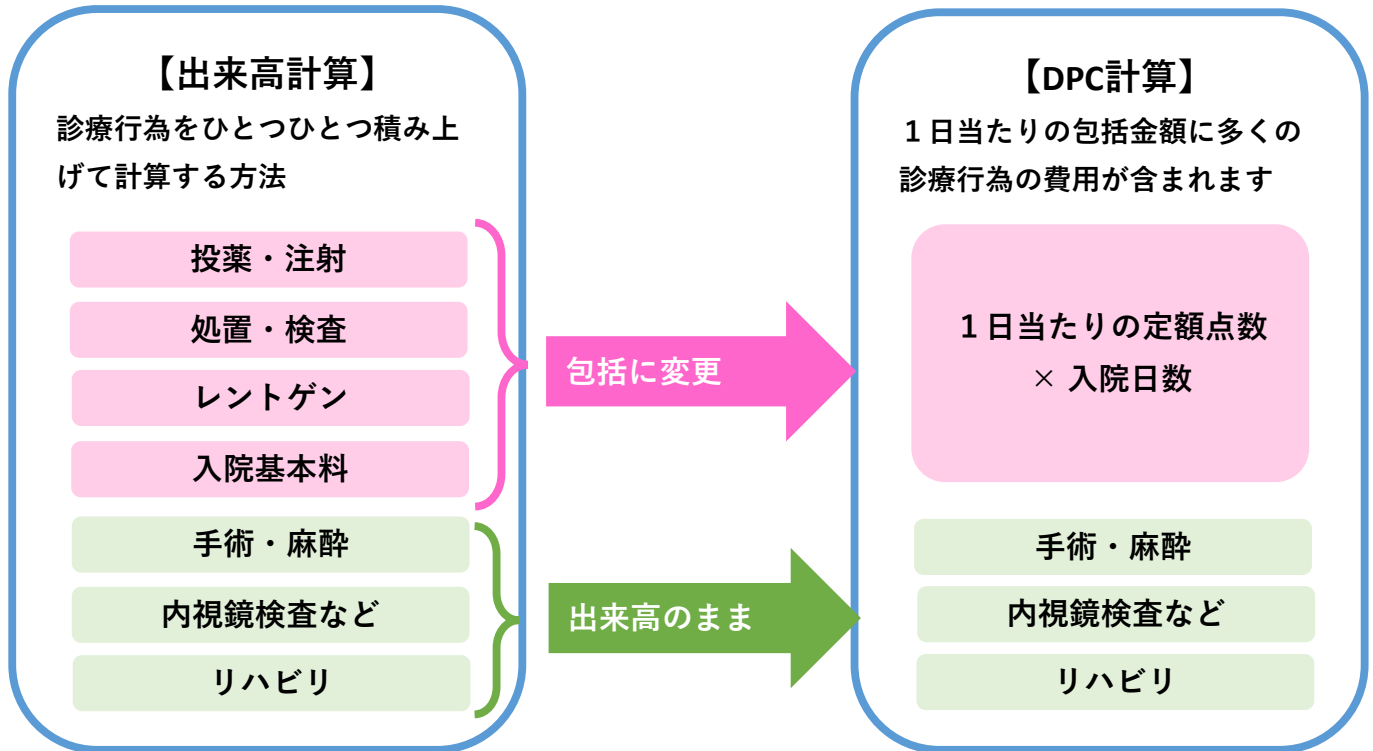 【出来高計算】
診療行為をひとつひとつ積み上
げて計算する方法
投薬・注射
処置・検査
レントゲン
入院基本料
手術・麻酔
内視鏡検査など
リハビリ
包括に変更
出来高のまま
【DPC計算】
１日当たりの包括金額に多くの
診療行為の費用が含まれます
１日当たりの定額点数
× 入院日数
手術・麻酔
内視鏡検査など
リハビリ